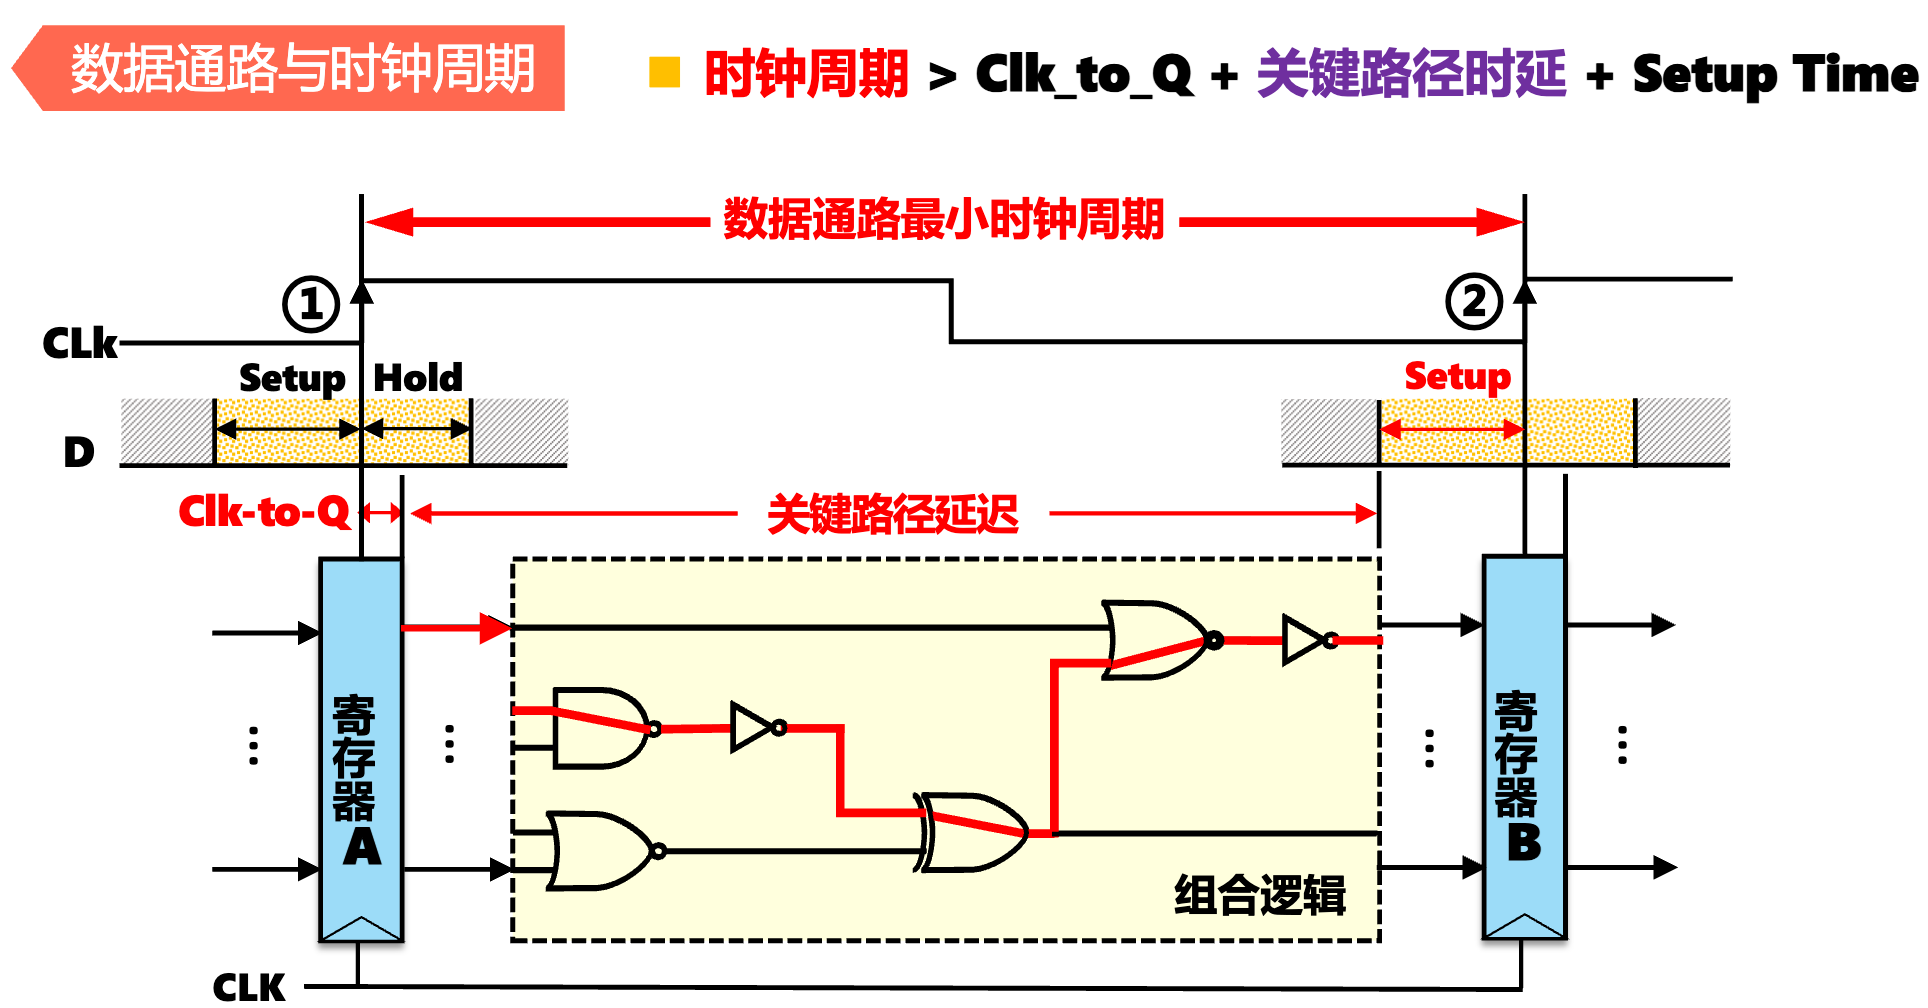 数据通路与时钟周期
时钟周期 > Clk_to_Q + 关键路径时延 + Setup Time
数据通路最小时钟周期
① ②
CLk
Setup Hold Setup
D
Clk-to-Q 关键路径延迟
寄存器A
寄存器B
组合逻辑
CLK